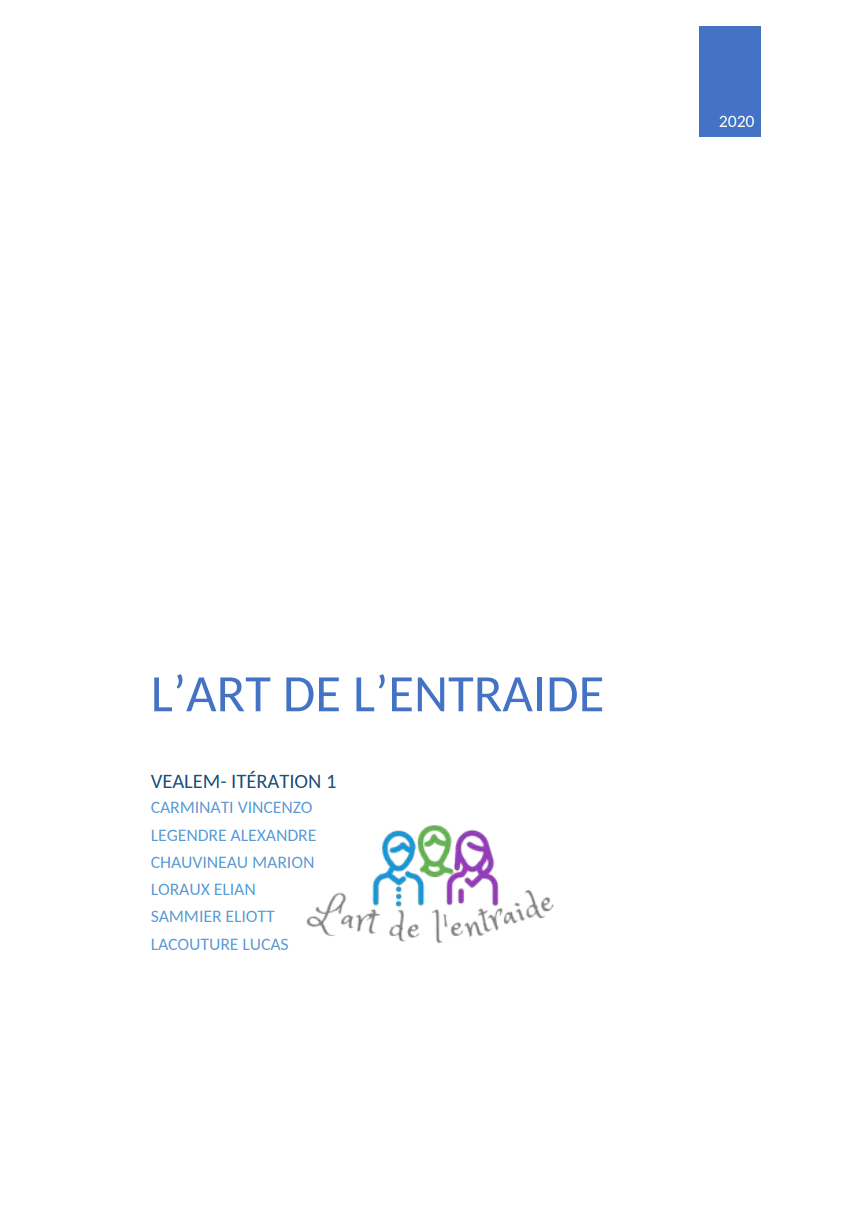 2020
L’ART DE L’ENTRAIDE
VEALEM- ITÉRATION 1
CARMINATI VINCENZO
LEGENDRE ALEXANDRE
CHAUVINEAU MARION
LORAUX ELIAN
SAMMIER ELIOTT
LACOUTURE LUCAS
L'art de l'entraide